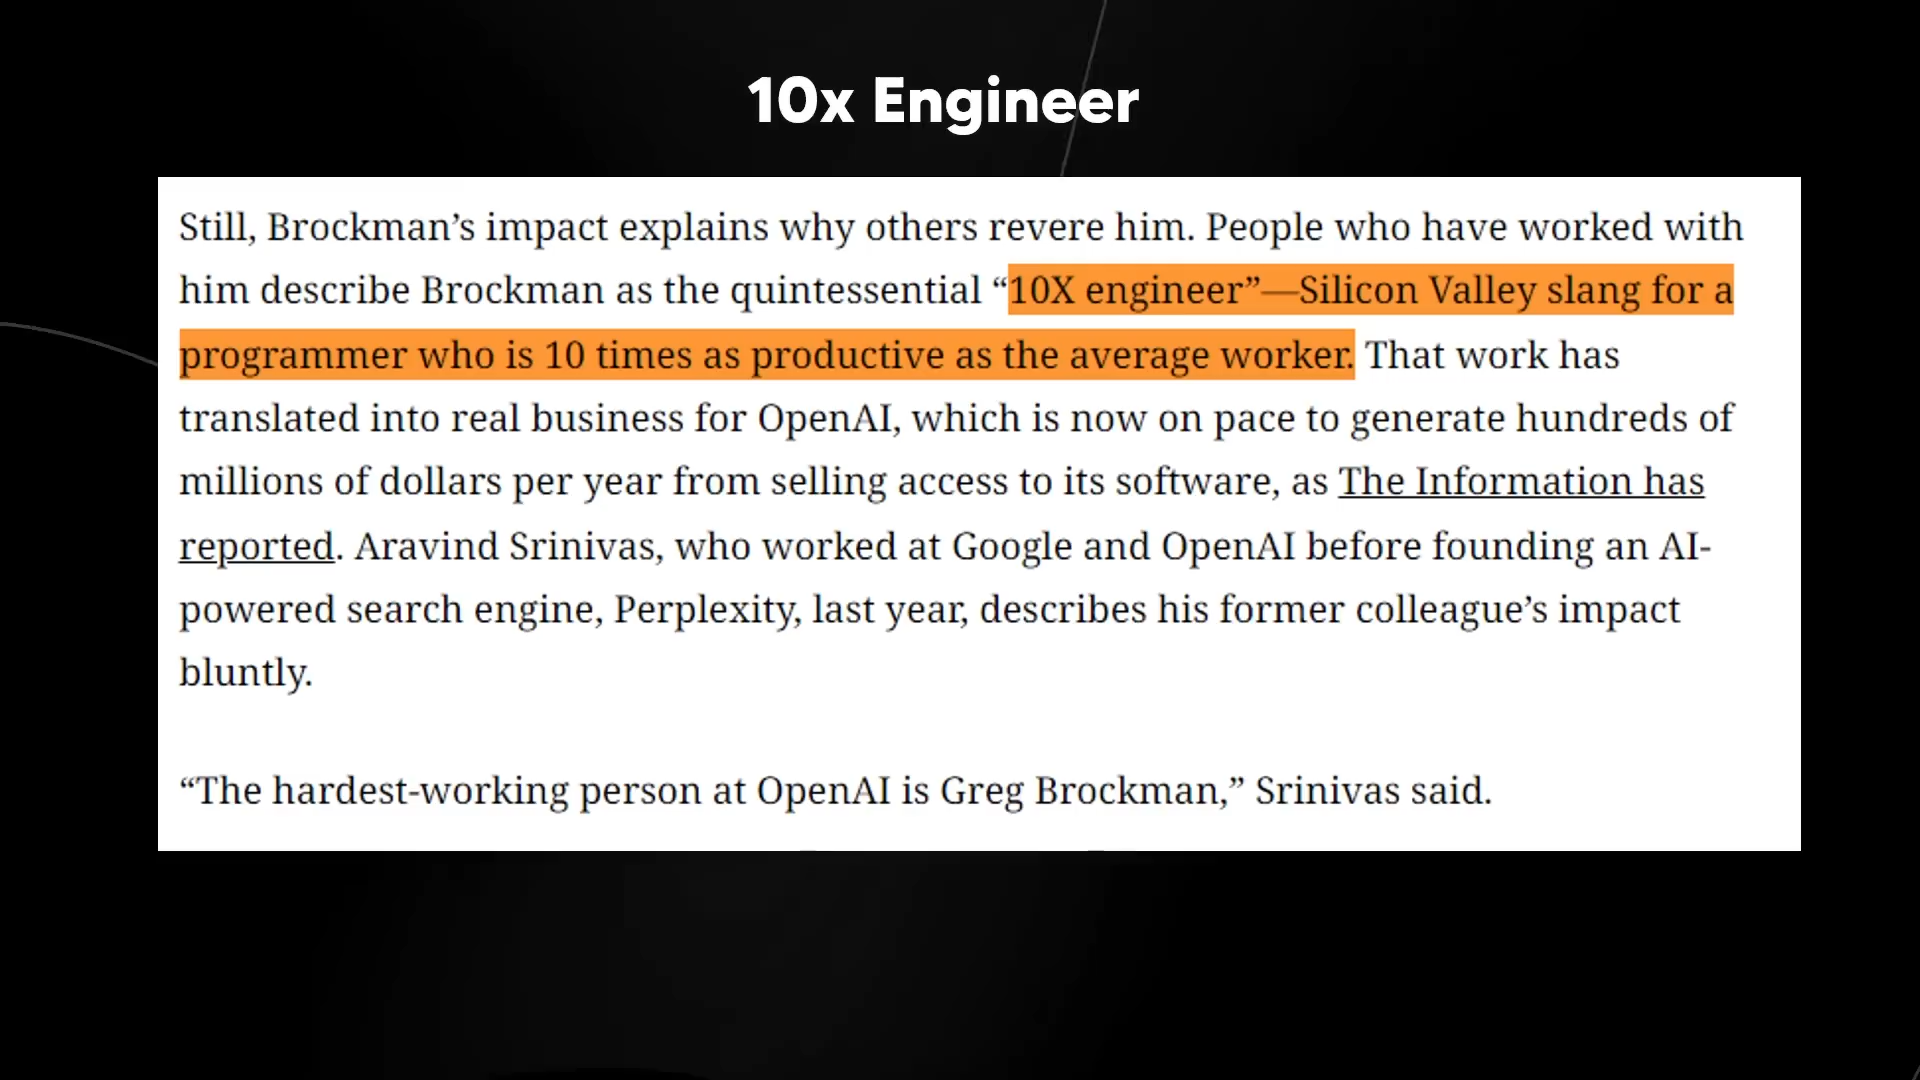 10x Engineer
Still, Brockman’s impact explains why others revere him. People who have worked with
him describe Brockman as the quintessential “10X engineer”—Silicon Valley slang for a
programmer who is 10 times as productive as the average worker. That work has
translated into real business for OpenAI, which is now on pace to generate hundreds of
millions of dollars per year from selling access to its software, as The Information has
reported. Aravind Srinivas, who worked at Google and OpenAI before founding an AI-
powered search engine, Perplexity, last year, describes his former colleague’s impact
bluntly.
“The hardest-working person at OpenAI is Greg Brockman,” Srinivas said.